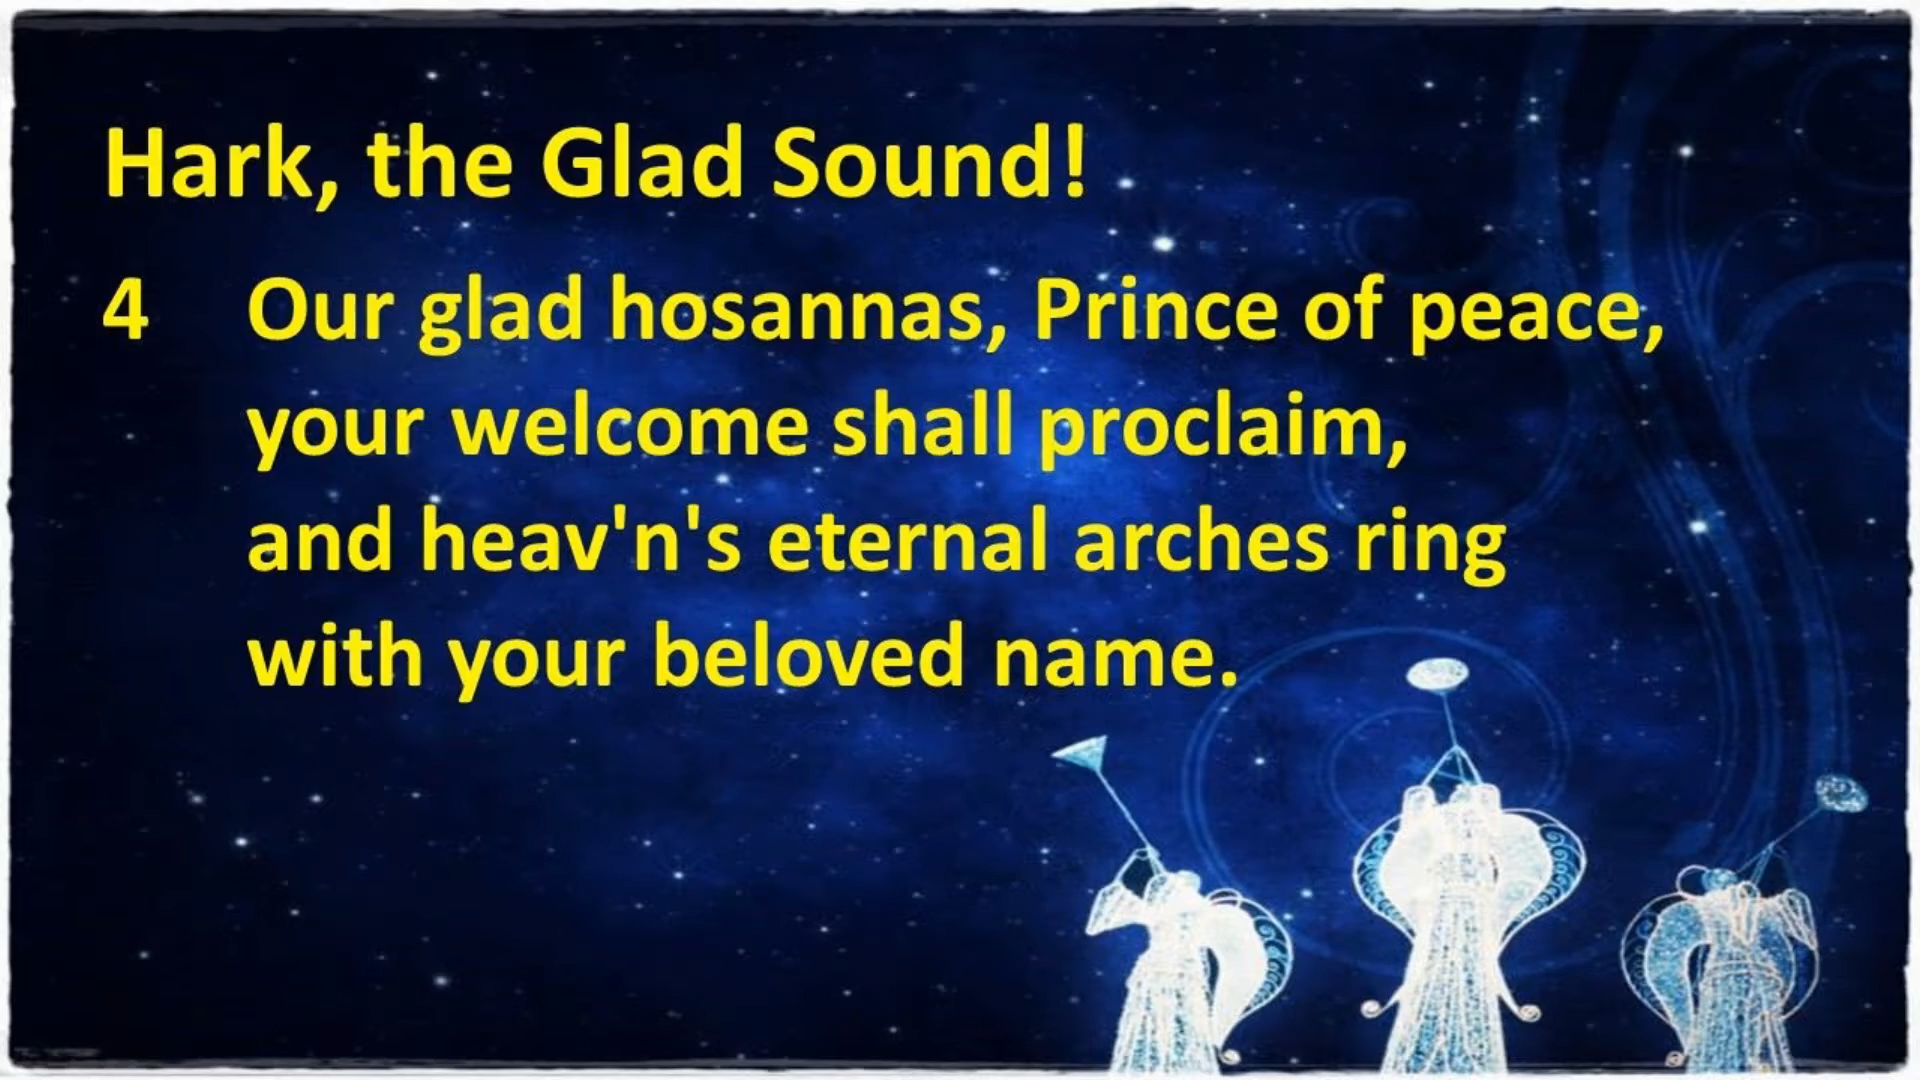 Hark, the Glad Sound!
4 Our glad hosannas, Prince of peace,
your welcome shall proclaim,
and heav'n's eternal arches ring
with your beloved name.